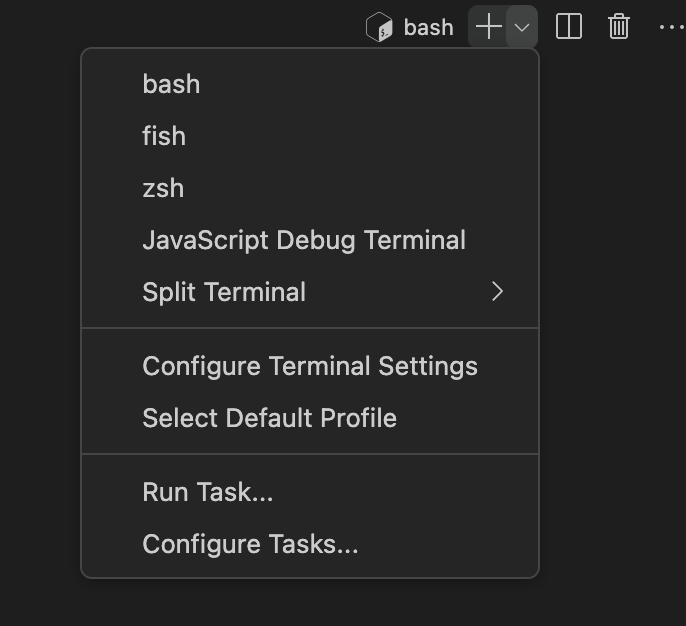 bash
bash
fish
zsh
JavaScript Debug Terminal
Split Terminal
Configure Terminal Settings
Select Default Profile
Run Task...
Configure Tasks...